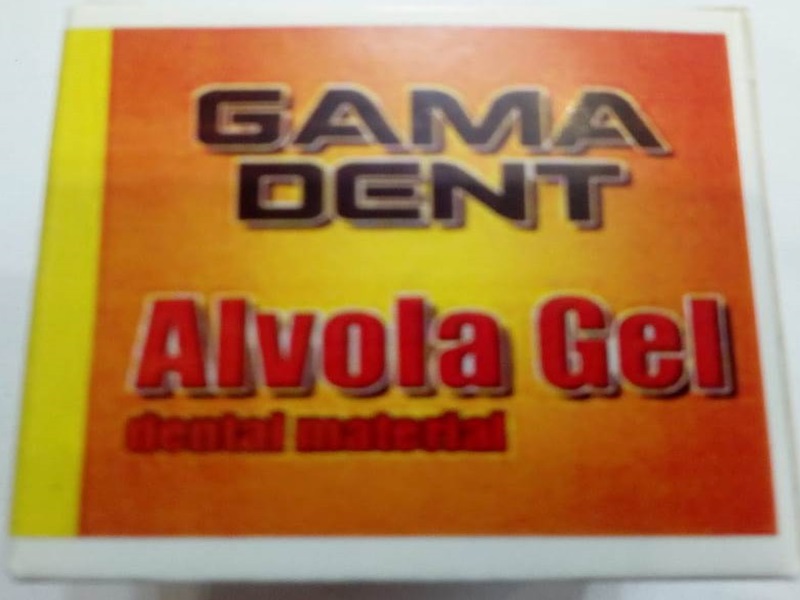 GAMA
DENT
Alvola Gel
dental material